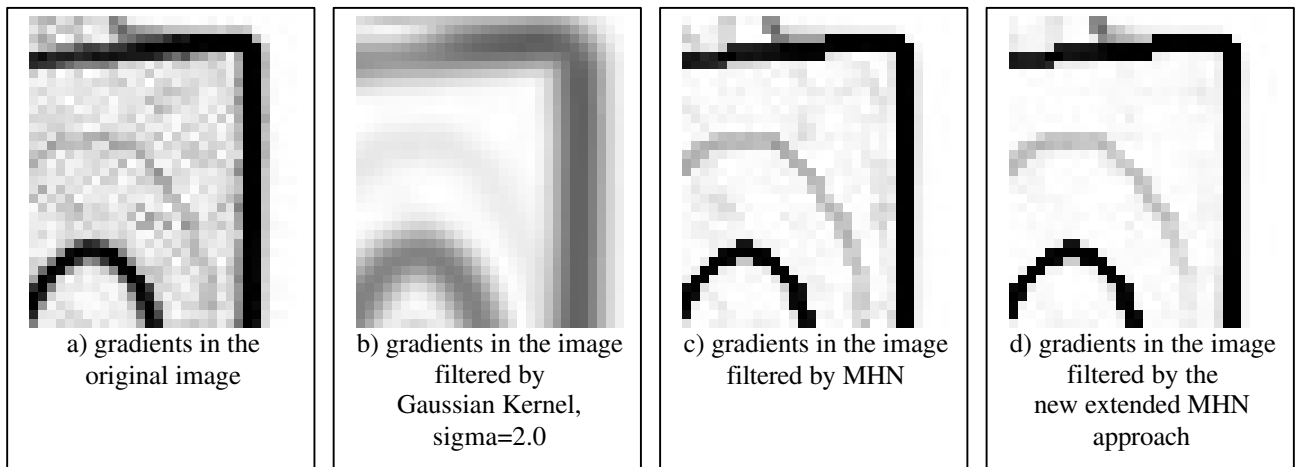 a) gradients in the
original image
b) gradients in the image
filtered by
Gaussian Kernel,
sigma=2.0
c) gradients in the image
filtered by MHN
d) gradients in the image
filtered by the
new extended MHN
approach